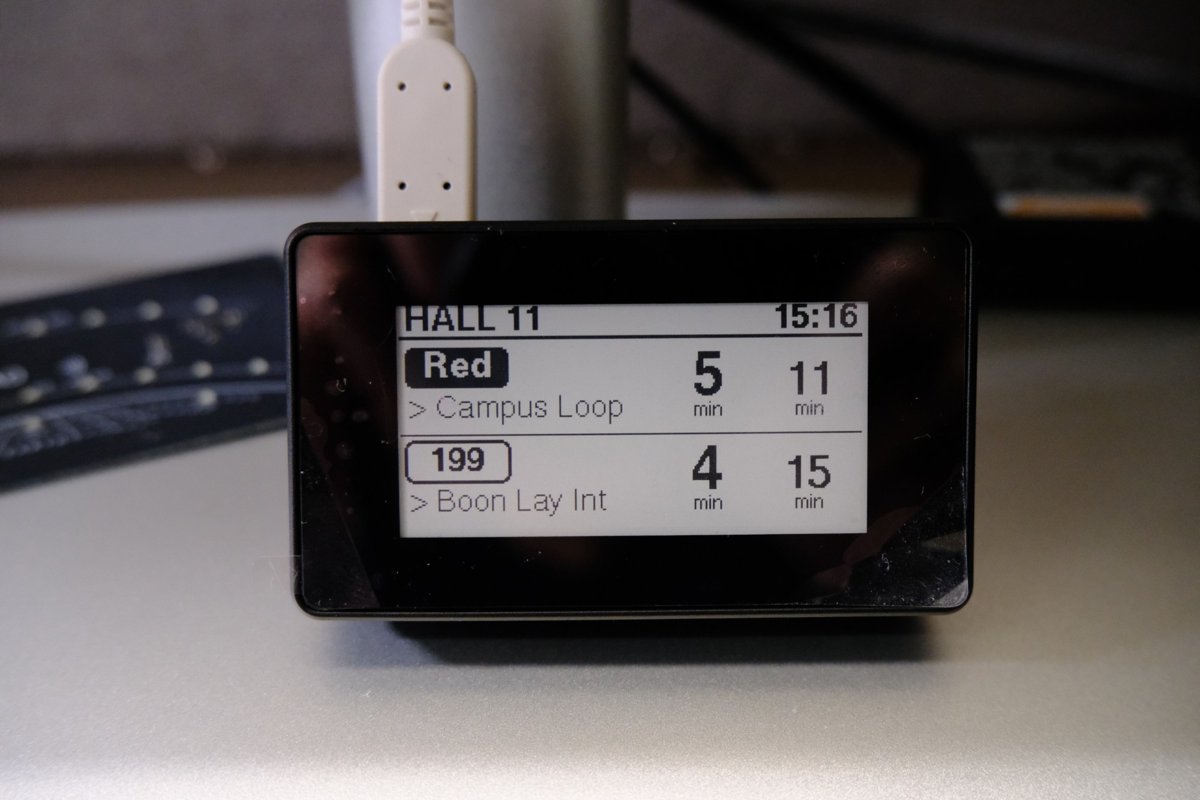 HALL 11 15:16
Red 5 min 11 min
> Campus Loop
199 4 min 15 min
> Boon Lay Int